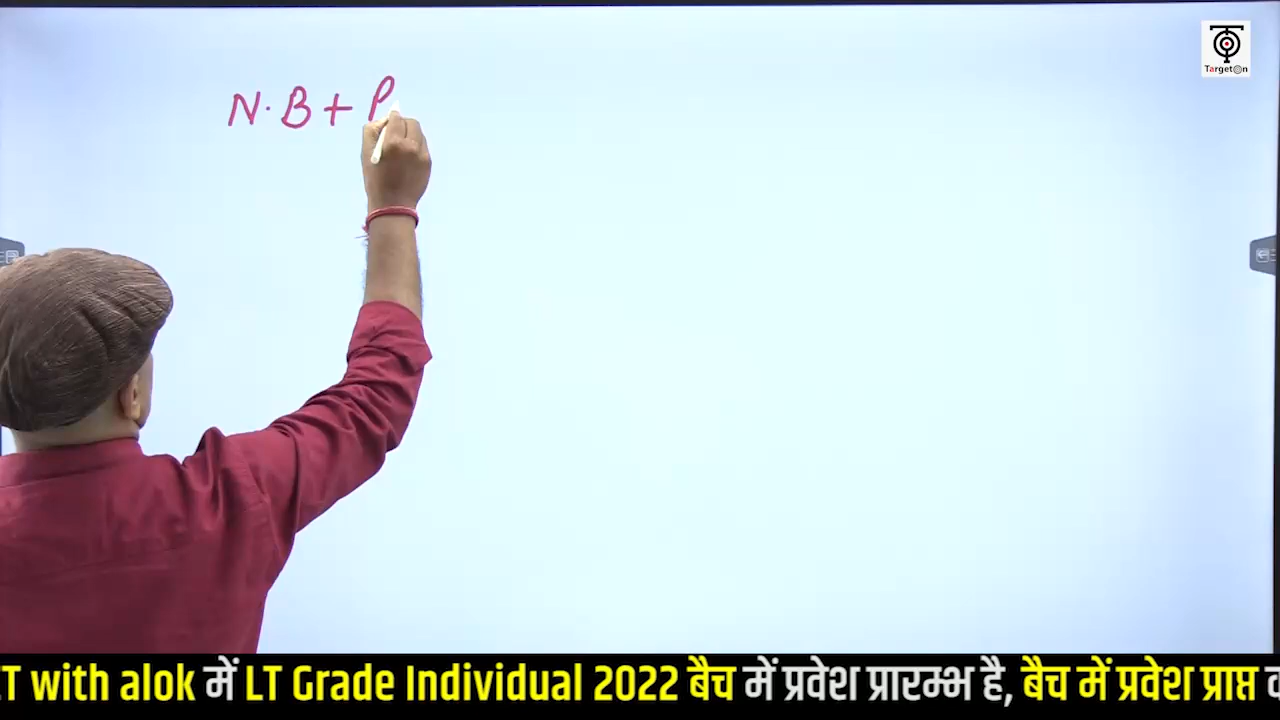 TargetOn
N.B + P
T with alok में LT Grade Individual 2022 बैच में प्रवेश प्रारम्भ है, बैच में प्रवेश प्राप्त